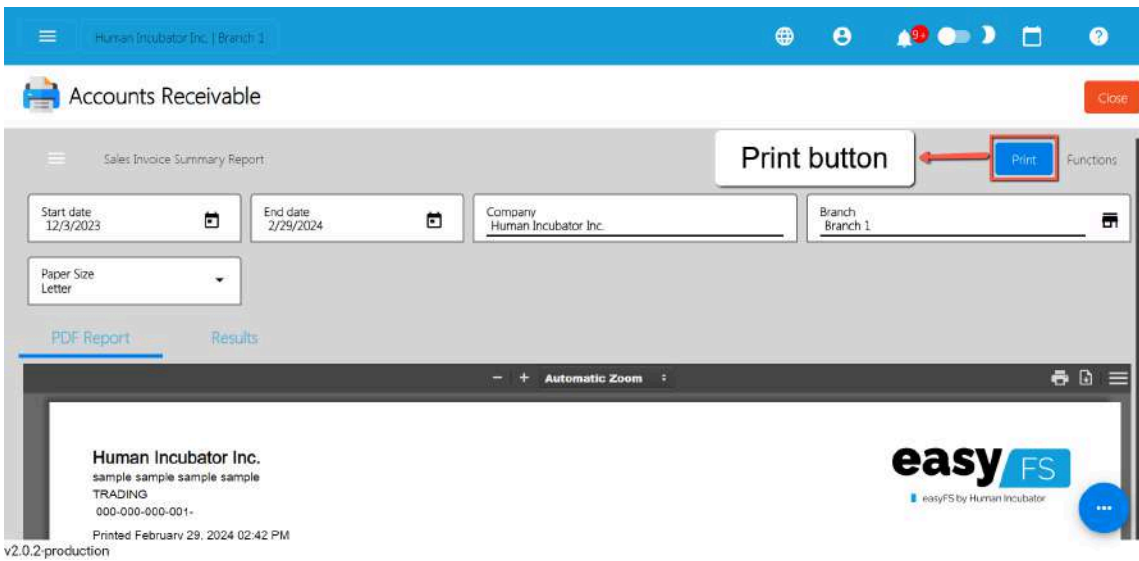 Human Incubator Inc. | Branch 1
9+
?
Accounts Receivable
Close
Sales Invoice Summary Report
Print button
Print
Functions
Start date
12/3/2023
End date
2/29/2024
Company
Human Incubator Inc.
Branch
Branch 1
Paper Size
Letter
PDF Report
Results
− + Automatic Zoom
Human Incubator Inc.
sample sample sample sample
TRADING
000-000-000-001-
Printed February 29, 2024 02:42 PM
easy FS
easyFS by Human Incubator
...
v2.0.2-production